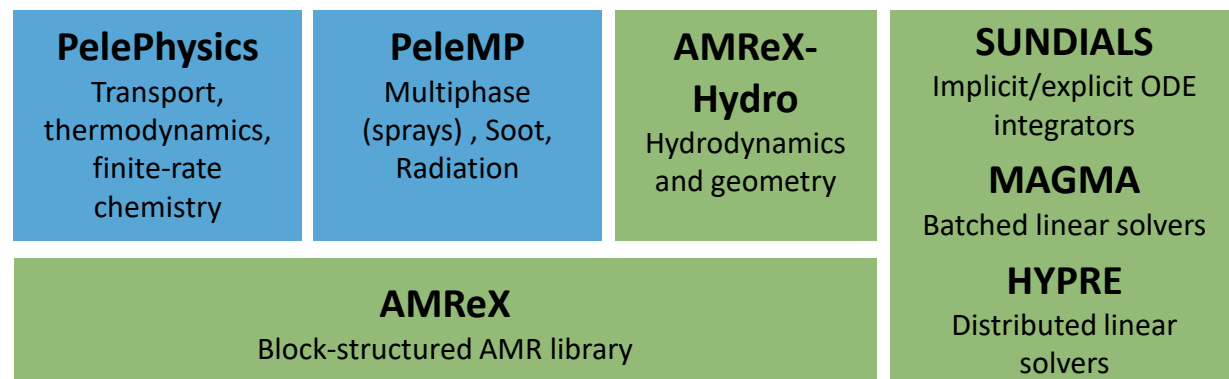 PelePhysics
Transport,
thermodynamics,
finite-rate
chemistry
PeleMP
Multiphase
(sprays) , Soot,
Radiation
AMReX-
Hydro
Hydrodynamics
and geometry
SUNDIALS
Implicit/explicit ODE
integrators
MAGMA
Batched linear solvers
HYPRE
Distributed linear
solvers
AMReX
Block-structured AMR library